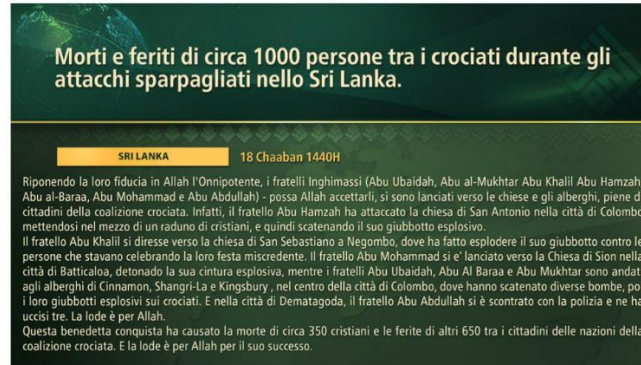 Morti e feriti di circa 1000 persone tra i crociati durante gli
attacchi sparpagliati nello Sri Lanka.
SRI LANKA
18 Chaaban 1440H
Riponendo la loro fiducia in Allah l'Onnipotente, i fratelli Inghimassi (Abu Ubaidah, Abu al-Mukhtar Abu Khalil Abu Hamzah
Abu al-Baraa, Abu Mohammad e Abu Abdullah) - possa Allah accettarli, si sono lanciati verso le chiese e gli alberghi, piene d
cittadini della coalizione crociata. Infatti, il fratello Abu Hamzah ha attaccato la chiesa di San Antonio nella città di Colombo
mettendosi nel mezzo di un raduno di cristiani, e quindi scatenando il suo giubbotto esplosivo.
Il fratello Abu Khalil si diresse verso la chiesa di San Sebastiano a Negombo, dove ha fatto esplodere il suo giubbotto contro le
persone che stavano celebrando la loro festa miscredente. Il fratello Abu Mohammad si e' lanciato verso la Chiesa di Sion nella
città di Batticaloa, detonado la sua cintura esplosiva, mentre i fratelli Abu Ubaidah, Abu Al Baraa e Abu Mukhtar sono andat
agli alberghi di Cinnamon, Shangri-La e Kingsbury , nel centro della città di Colombo, dove hanno scatenato diverse bombe, po
i loro giubbotti esplosivi sui crociati. E nella città di Dematagoda, il fratello Abu Abdullah si è scontrato con la polizia e ne ha
uccisi tre. La lode è per Allah.
Questa benedetta conquista ha causato la morte di circa 350 cristiani e le ferite di altri 650 tra i cittadini delle nazioni della
coalizione crociata. E la lode è per Allah per il suo successo.